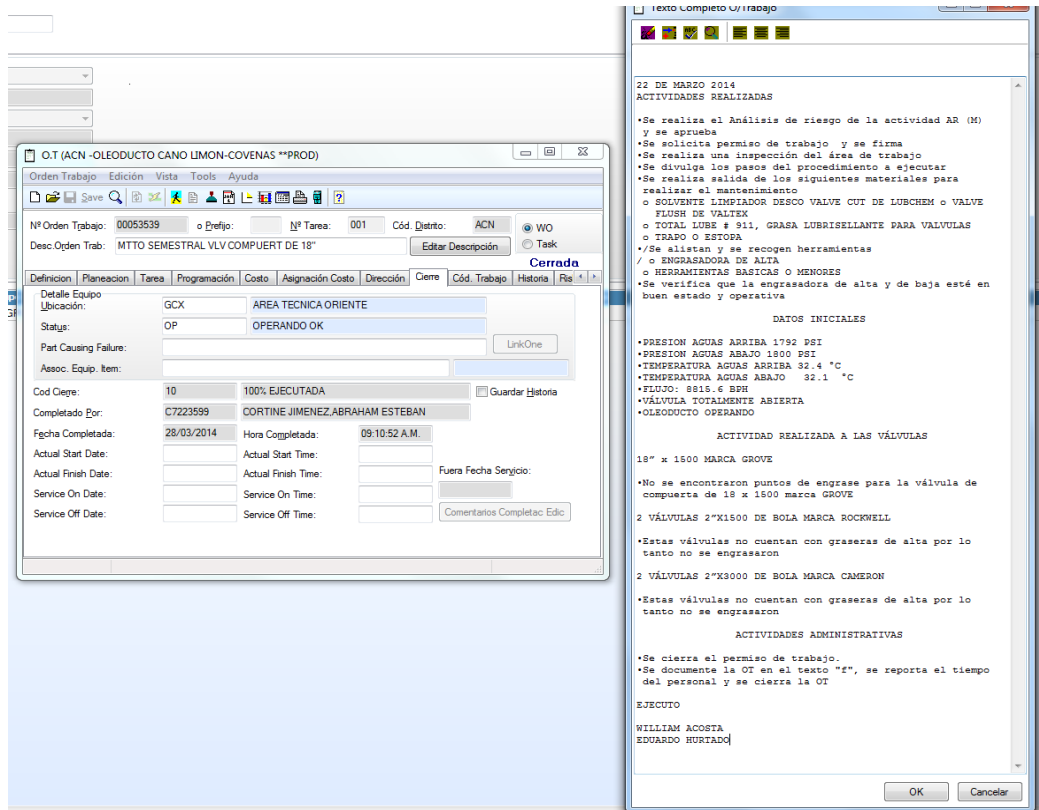 O.T (ACN -OLEODUCTO CANO LIMON-COVENAS **PROD)
Orden Trabajo Edición Vista Tools Ayuda
Save
Nº Orden Trabajo: 00053539 o Prefijo: Nº Tarea: 001 Cód. Distrito: ACN WO
Desc.Orden Trab: MTTO SEMESTRAL VLV COMPUERT DE 18" Editar Descripción Task
Cerrada
Definicion Planeacion Tarea Programación Costo Asignación Costo Dirección Cierre Cód. Trabajo Historia Ris
Detalle Equipo
Ubicación: GCX AREA TECNICA ORIENTE
Status: OP OPERANDO OK
Part Causing Failure: LinkOne
Assoc. Equip. Item:
Cod Cierre: 10 100% EJECUTADA Guardar Historia
Completado Por: C7223599 CORTINE JIMENEZ,ABRAHAM ESTEBAN
Fecha Completada: 28/03/2014 Hora Completada: 09:10:52 A.M.
Actual Start Date: Actual Start Time:
Actual Finish Date: Actual Finish Time: Fuera Fecha Servicio:
Service On Date: Service On Time:
Service Off Date: Service Off Time: Comentarios Completac Edic
Texto Completo O/Trabajo
22 DE MARZO 2014
ACTIVIDADES REALIZADAS
•Se realiza el Análisis de riesgo de la actividad AR (M)
y se aprueba
•Se solicita permiso de trabajo y se firma
•Se realiza una inspección del área de trabajo
•Se divulga los pasos del procedimiento a ejecutar
•Se realiza salida de los siguientes materiales para
realizar el mantenimiento
o SOLVENTE LIMPIADOR DESCO VALVE CUT DE LUBCHEM o VALVE
FLUSH DE VALTEX
o TOTAL LUBE # 911, GRASA LUBRISELLANTE PARA VALVULAS
o TRAPO O ESTOPA
•/Se alistan y se recogen herramientas
/ o ENGRASADORA DE ALTA
o HERRAMIENTAS BASICAS O MENORES
•Se verifica que la engrasadora de alta y de baja esté en
buen estado y operativa
DATOS INICIALES
•PRESION AGUAS ARRIBA 1792 PSI
•PRESION AGUAS ABAJO 1800 PSI
•TEMPERATURA AGUAS ARRIBA 32.4 °C
•TEMPERATURA AGUAS ABAJO 32.1 °C
•FLUJO: 8815.6 BPH
•VÁLVULA TOTALMENTE ABIERTA
•OLEODUCTO OPERANDO
ACTIVIDAD REALIZADA A LAS VÁLVULAS
18" x 1500 MARCA GROVE
•No se encontraron puntos de engrase para la válvula de
compuerta de 18 x 1500 marca GROVE
2 VÁLVULAS 2"X1500 DE BOLA MARCA ROCKWELL
•Estas válvulas no cuentan con graseras de alta por lo
tanto no se engrasaron
2 VÁLVULAS 2"X3000 DE BOLA MARCA CAMERON
•Estas válvulas no cuentan con graseras de alta por lo
tanto no se engrasaron
ACTIVIDADES ADMINISTRATIVAS
•Se cierra el permiso de trabajo.
•Se documente la OT en el texto "f", se reporta el tiempo
del personal y se cierra la OT
EJECUTO
WILLIAM ACOSTA
EDUARDO HURTADO
OK Cancelar